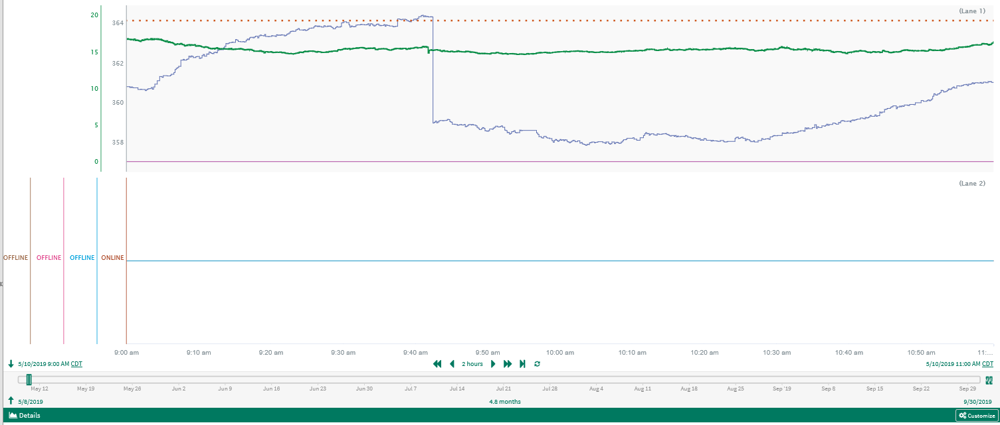 (Lane 1)
20
364
15
362
10
360
5
358
0
(Lane 2)
OFFLINE OFFLINE OFFLINE ONLINE
9:00 am 9:10 am 9:20 am 9:30 am 9:40 am 9:50 am 10:00 am 10:10 am 10:20 am 10:30 am 10:40 am 10:50 am 11:...
5/10/2019 9:00 AM CDT 2 hours 5/10/2019 11:00 AM CDT
May 12 May 19 May 26 Jun 2 Jun 9 Jun 16 Jun 23 Jun 30 Jul 7 Jul 14 Jul 21 Jul 28 Aug 4 Aug 11 Aug 18 Aug 25 Sep '19 Sep 8 Sep 15 Sep 22 Sep 29
5/8/2019 4.8 months 9/30/2019
Details Customize